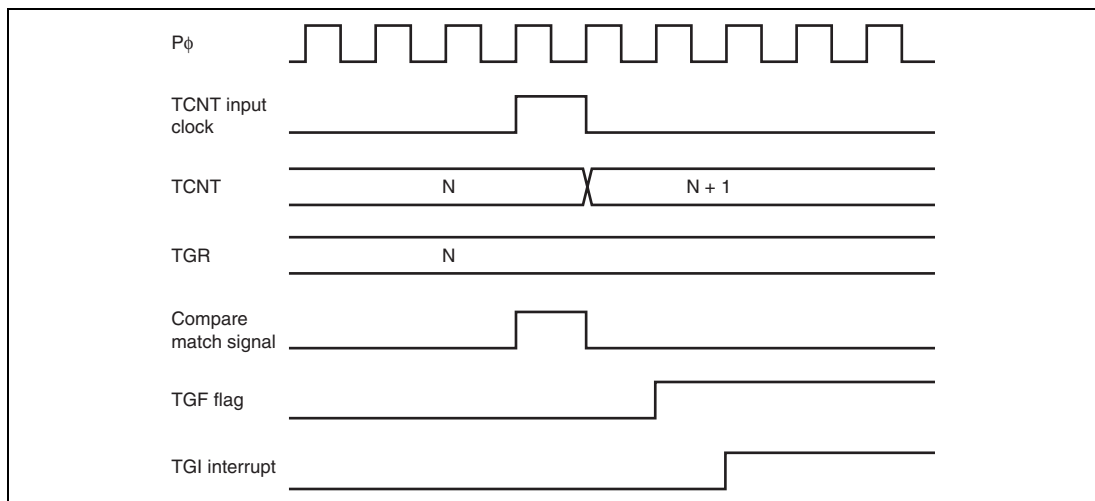 Pϕ
TCNT input
clock
TCNT
N
N + 1
TGR
N
Compare
match signal
TGF flag
TGI interrupt